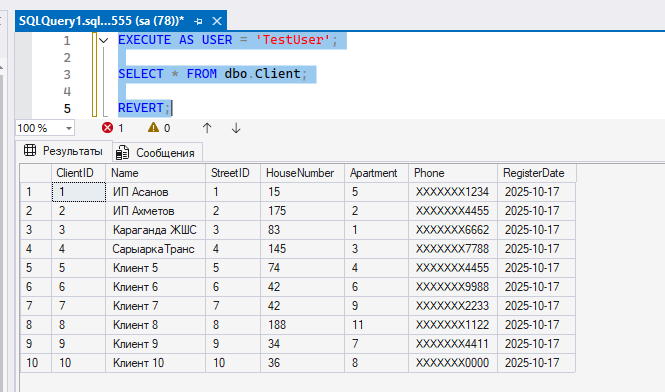 SQLQuery1.sql...555 (sa (78))*
1 EXECUTE AS USER = 'TestUser';
2
3 SELECT * FROM dbo.Client;
4
5 REVERT;
100 % 1 0
Результаты Сообщения
ClientID Name StreetID HouseNumber Apartment Phone RegisterDate
1 1 ИП Асанов 1 15 5 XXXXXXX1234 2025-10-17
2 2 ИП Ахметов 2 175 2 XXXXXXX4455 2025-10-17
3 3 Караганда ЖШС 3 83 1 XXXXXXX6662 2025-10-17
4 4 СарыаркаТранс 4 145 3 XXXXXXX7788 2025-10-17
5 5 Клиент 5 5 74 4 XXXXXXX4455 2025-10-17
6 6 Клиент 6 6 42 6 XXXXXXX9988 2025-10-17
7 7 Клиент 7 7 42 9 XXXXXXX2233 2025-10-17
8 8 Клиент 8 8 188 11 XXXXXXX1122 2025-10-17
9 9 Клиент 9 9 34 7 XXXXXXX4411 2025-10-17
10 10 Клиент 10 10 36 8 XXXXXXX0000 2025-10-17